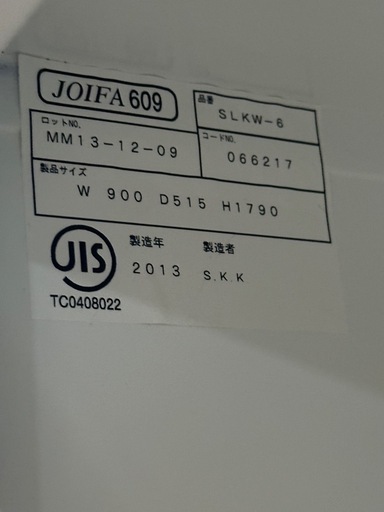 JOIFA 609
品番
SLKW-6
ロットNO.
MM13-12-09
コードNO.
066217
製品サイズ
W 900 D515 H1790
JIS
TC0408022
製造年
2013
製造者
S.K.K